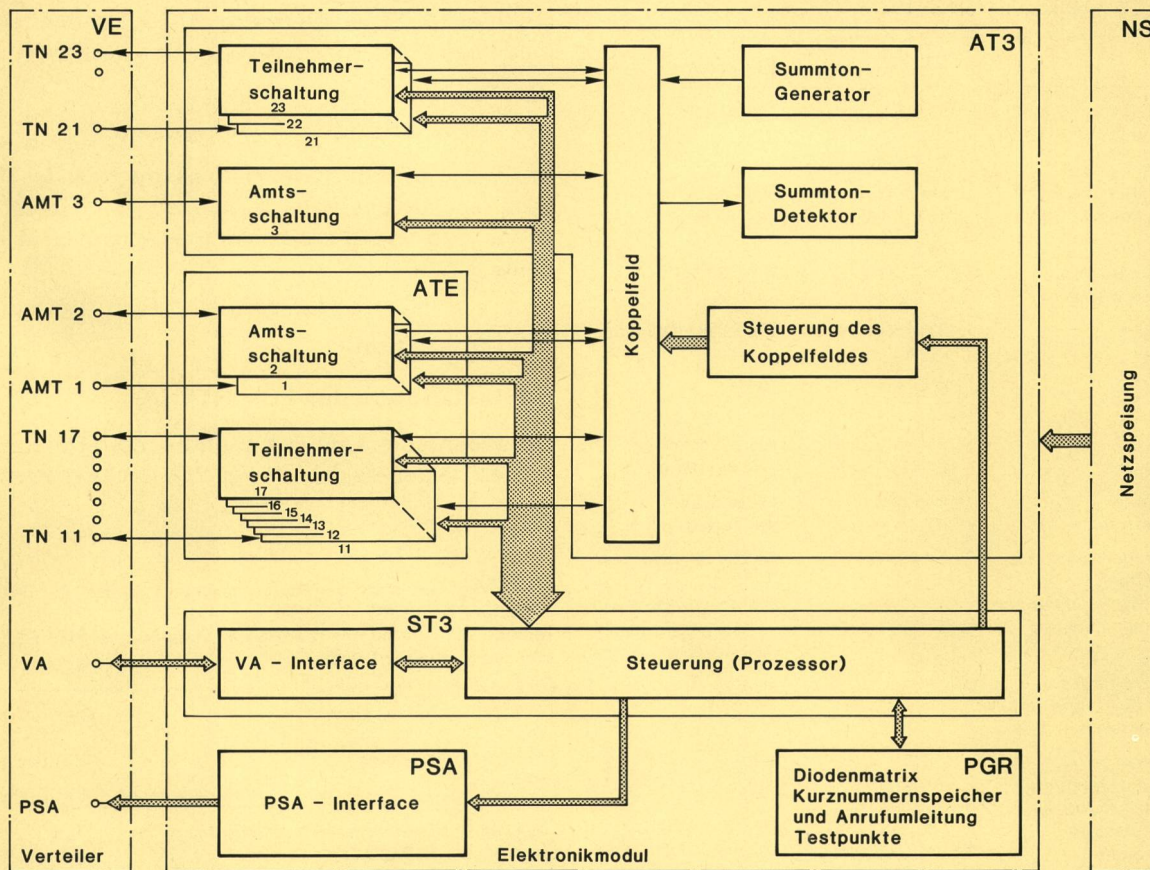 VE
AT3
NS
TN 23
Teilnehmer-
schaltung
23
22
21
Summton-
Generator
TN 21
AMT 3
Amts-
schaltung
3
Summton-
Detektor
Koppelfeld
ATE
AMT 2
Amts-
schaltung
2
1
Steuerung des
Koppelfeldes
AMT 1
TN 17
Teilnehmer-
schaltung
17
16
15
14
13
12
11
TN 11
Netzspeisung
ST3
VA
VA - Interface
Steuerung (Prozessor)
PSA
PSA
PSA - Interface
PGR
Diodenmatrix
Kurznummernspeicher
und Anrufumleitung
Testpunkte
Verteiler
Elektronikmodul